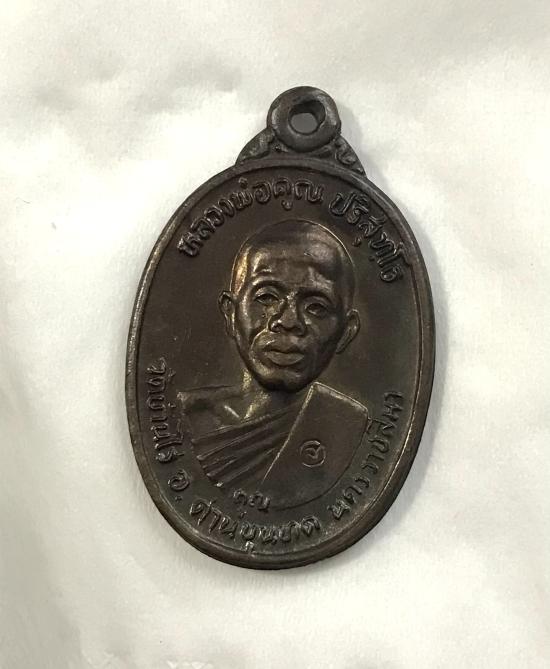 หลวงพ่อคูณ ปริสุทฺโธ
คูณ
วัดบ้านไร่ อ.ด่านขุนทด นครราชสีมา